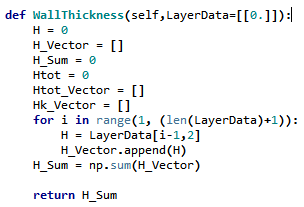 def WallThickness(self,LayerData=[[0.]]):
    H = 0
    H_Vector = []
    H_Sum = 0
    Htot = 0
    Htot_Vector = []
    Hk_Vector = []
    for i in range(1, (len(LayerData)+1)):
        H = LayerData[i-1,2]
        H_Vector.append(H)
    H_Sum = np.sum(H_Vector)
    return H_Sum